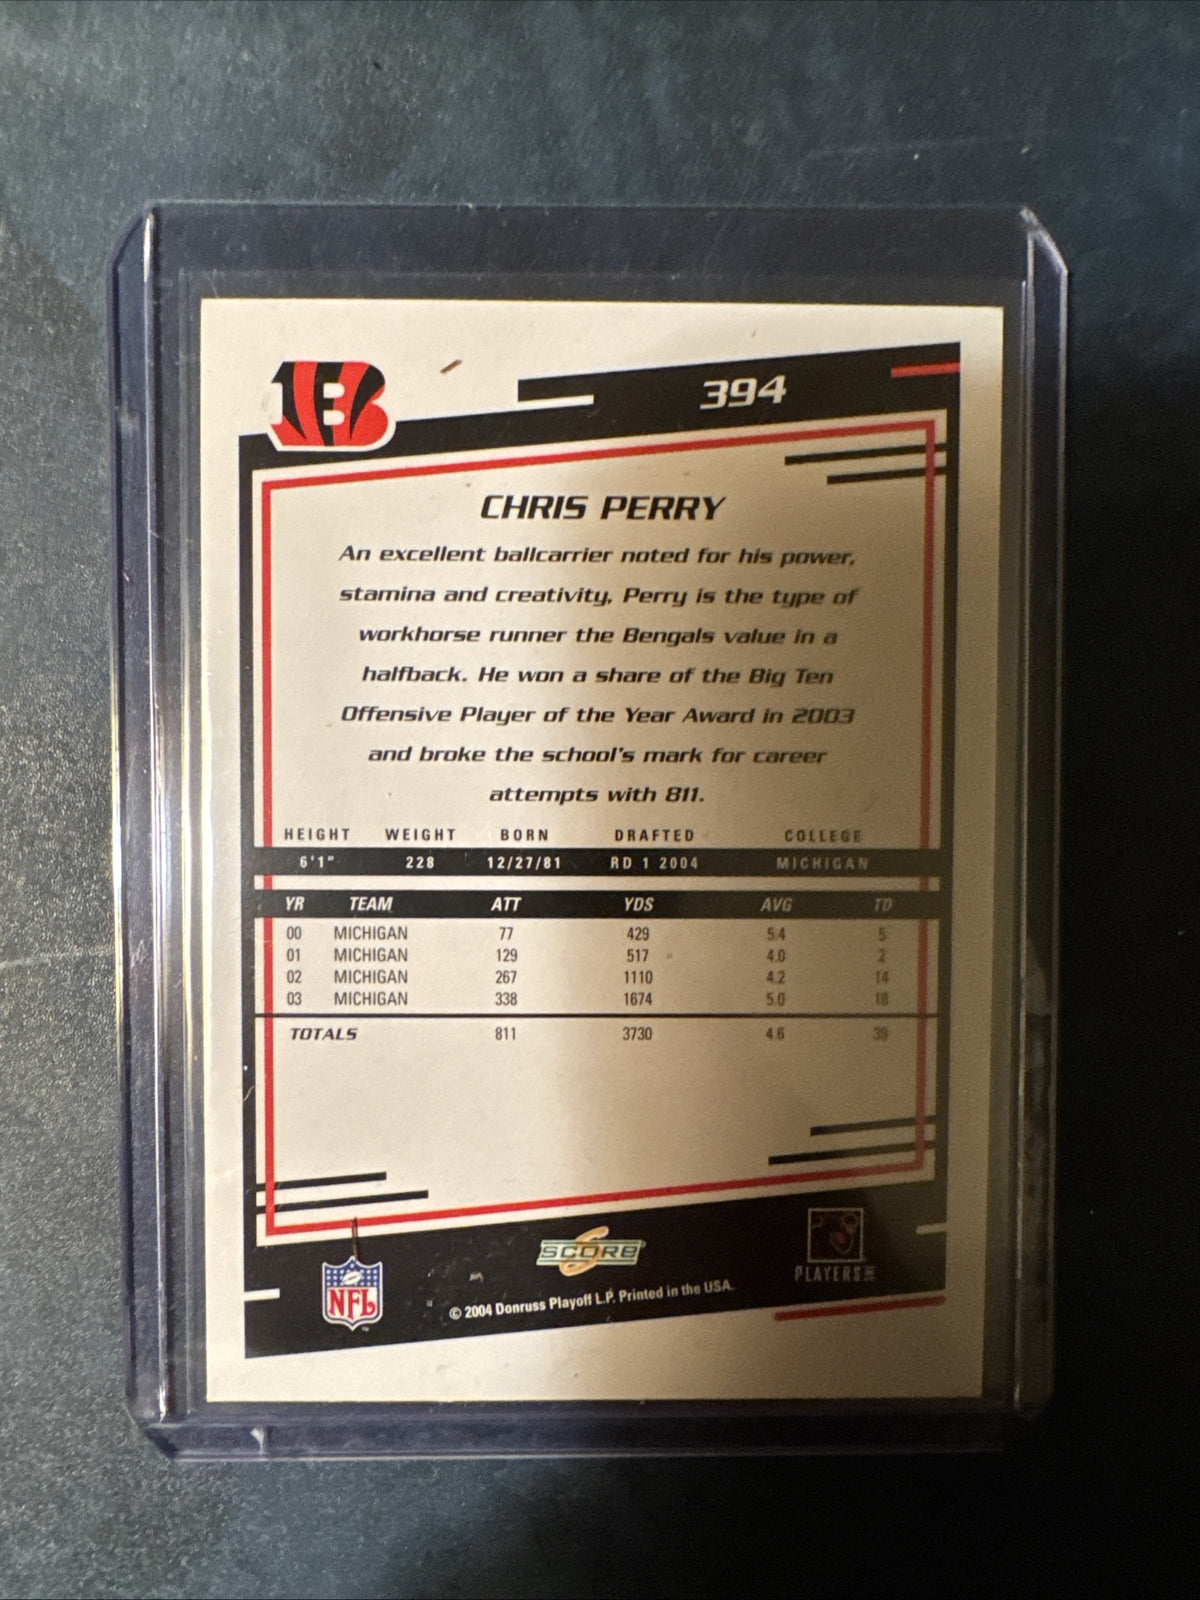 B
394
CHRIS PERRY
An excellent ballcarrier noted for his power,
stamina and creativity, Perry is the type of
workhorse runner the Bengals value in a
halfback. He won a share of the Big Ten
Offensive Player of the Year Award in 2003
and broke the school's mark for career
attempts with 811.
HEIGHT WEIGHT BORN DRAFTED COLLEGE
6'1" 228 12/27/81 RD 1 2004 MICHIGAN
YR TEAM ATT YDS AVG TD
00 MICHIGAN 77 429 5.4 5
01 MICHIGAN 129 517 4.0 2
02 MICHIGAN 267 1110 4.2 14
03 MICHIGAN 338 1674 5.0 18
TOTALS 811 3730 4.6 39
NFL
SCORE
PLAYERS
© 2004 Donruss Playoff L.P. Printed in the USA.